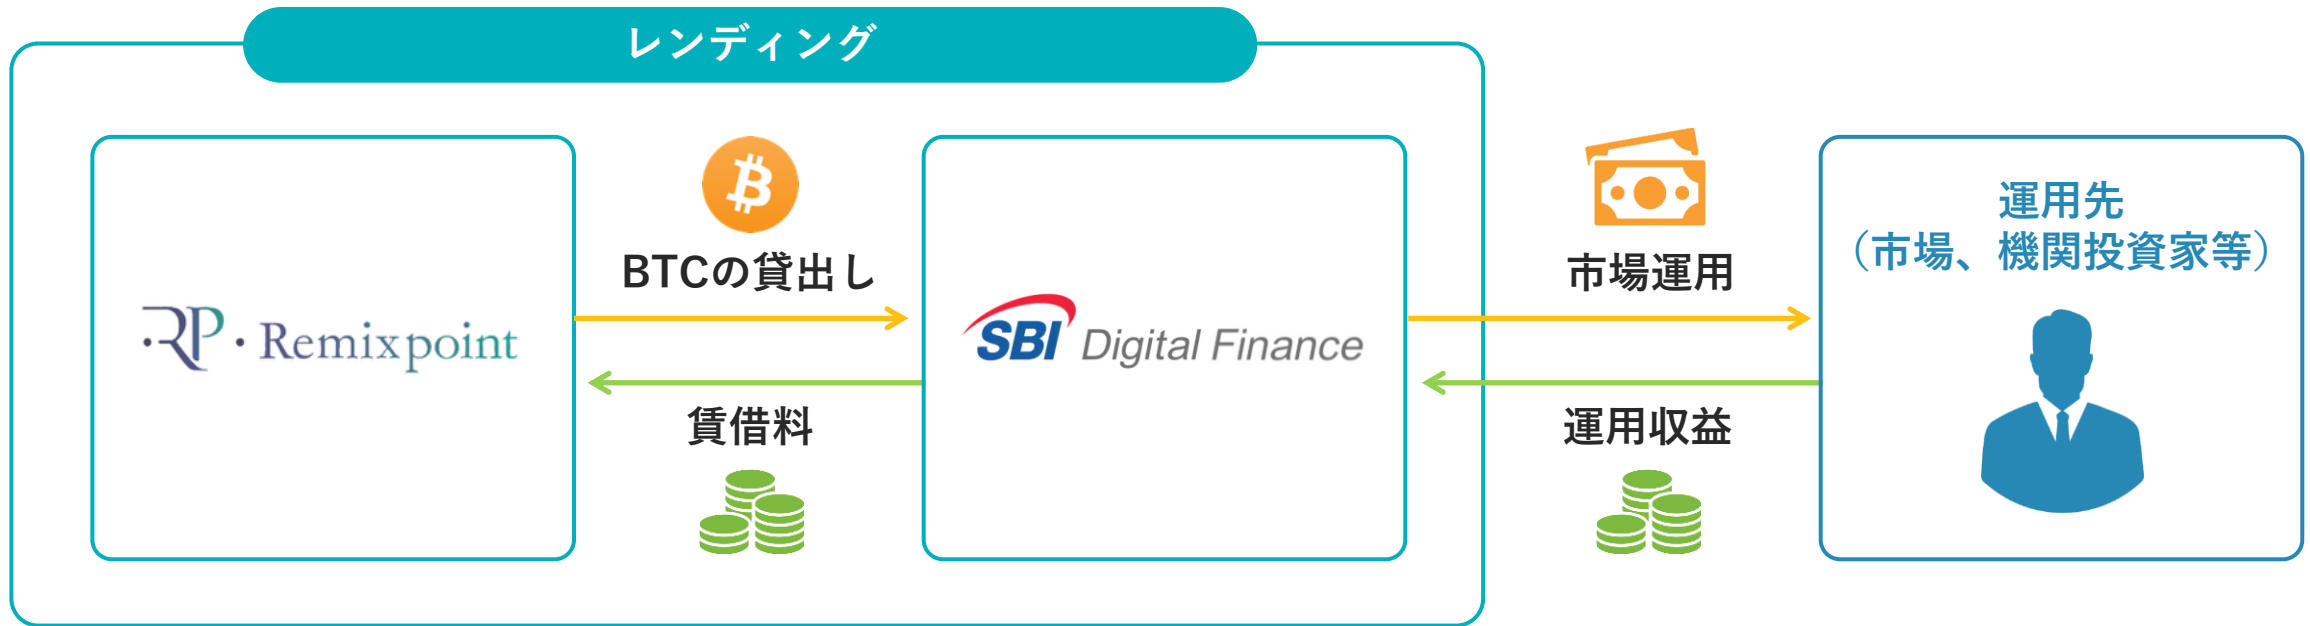 レンディング
BTCの貸出し
市場運用
運用先
（市場、機関投資家等）
RP・Remixpoint
SBI Digital Finance
賃借料
運用収益